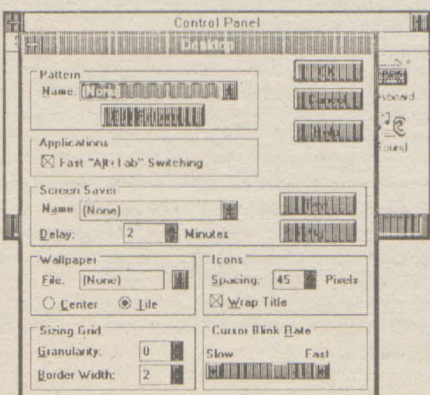 Control Panel
Desktop
Pattern
Name: (None)
Applications
Fast "Alt+Tab" Switching
Screen Saver
Name: (None)
Delay: 2 Minutes
Wallpaper
File: (None)
Center Tile
Icons
Spacing: 45 Pixels
Wrap Title
Sizing Grid
Granularity: 0
Border Width: 2
Cursor Blink Rate
Slow Fast